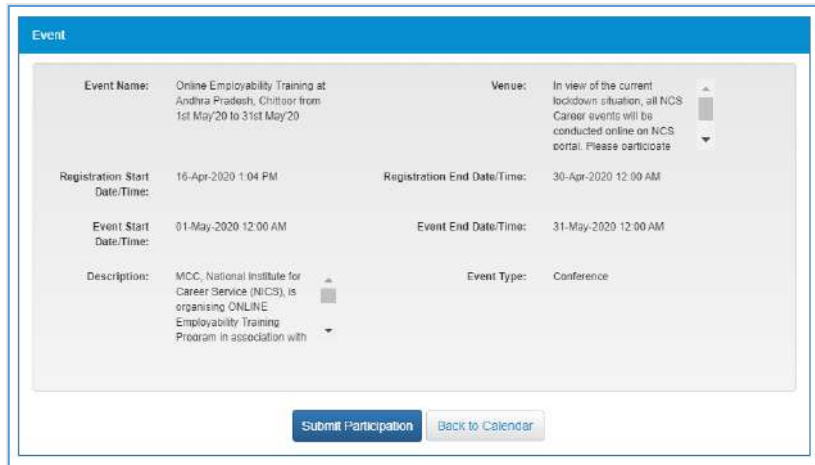 Event
Event Name:
Online Employability Training at
Andhra Pradesh, Chittoor from
1st May'20 to 31st May'20
Venue:
In view of the current
lockdown situation, all NCS
Career events will be
conducted online on NCS
portal. Please participate
Registration Start
Date/Time:
16-Apr-2020 1:04 PM
Registration End Date/Time:
30-Apr-2020 12:00 AM
Event Start
Date/Time:
01-May-2020 12:00 AM
Event End Date/Time:
31-May-2020 12:00 AM
Description:
MCC, National Institute for
Career Service (NICS), is
organising ONLINE
Employability Training
Program in association with
Event Type:
Conference
Submit Participation
Back to Calendar